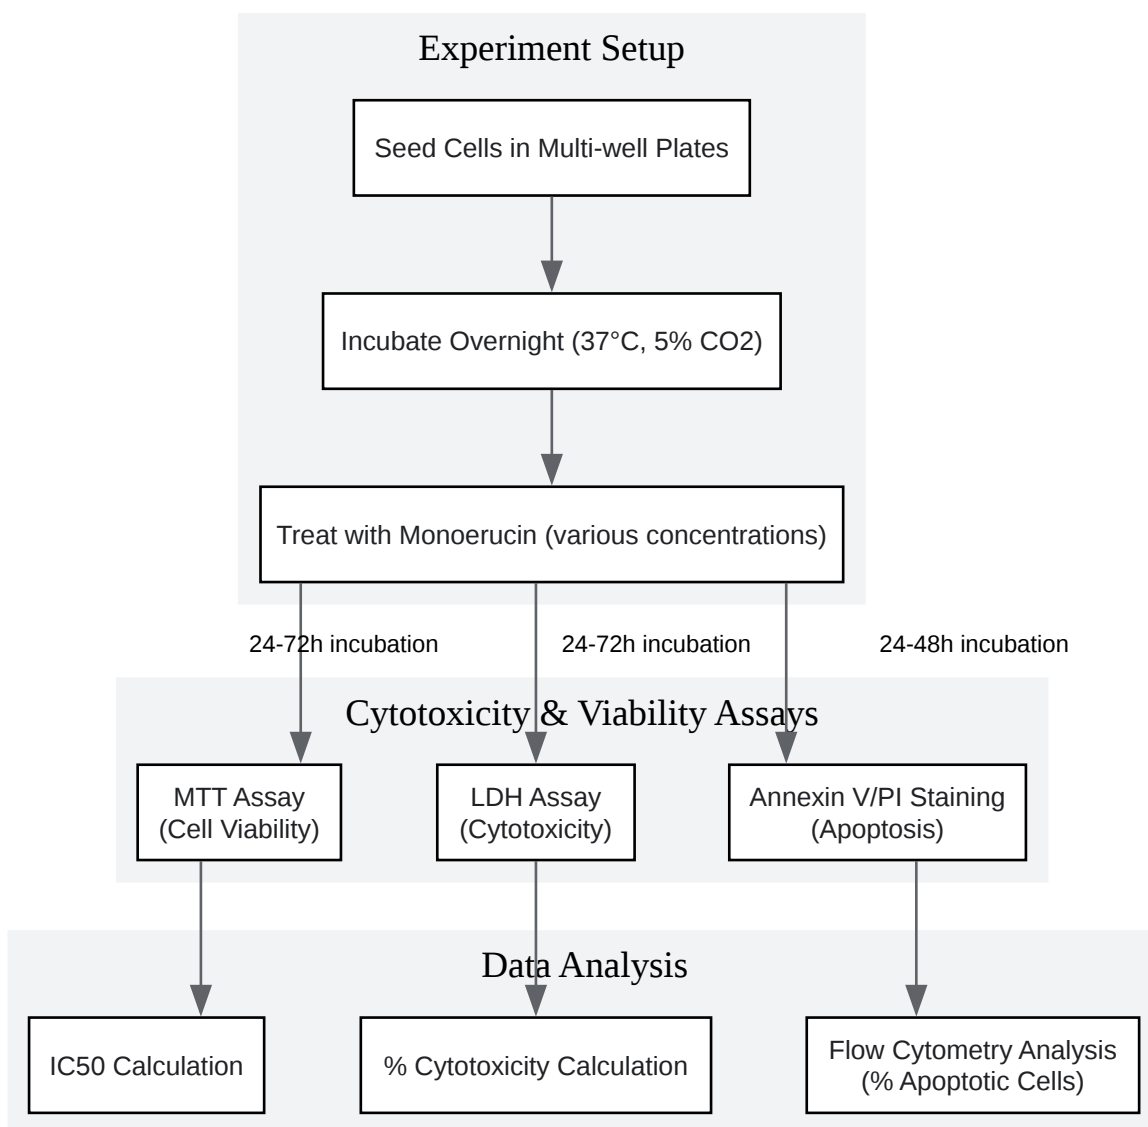 Experiment Setup
Seed Cells in Multi-well Plates
Incubate Overnight (37°C, 5% CO2)
Treat with Monoerucin (various concentrations)
24-72h incubation
24-72h incubation
24-48h incubation
Cytotoxicity & Viability Assays
MTT Assay
(Cell Viability)
LDH Assay
(Cytotoxicity)
Annexin V/PI Staining
(Apoptosis)
Data Analysis
IC50 Calculation
% Cytotoxicity Calculation
Flow Cytometry Analysis
(% Apoptotic Cells)